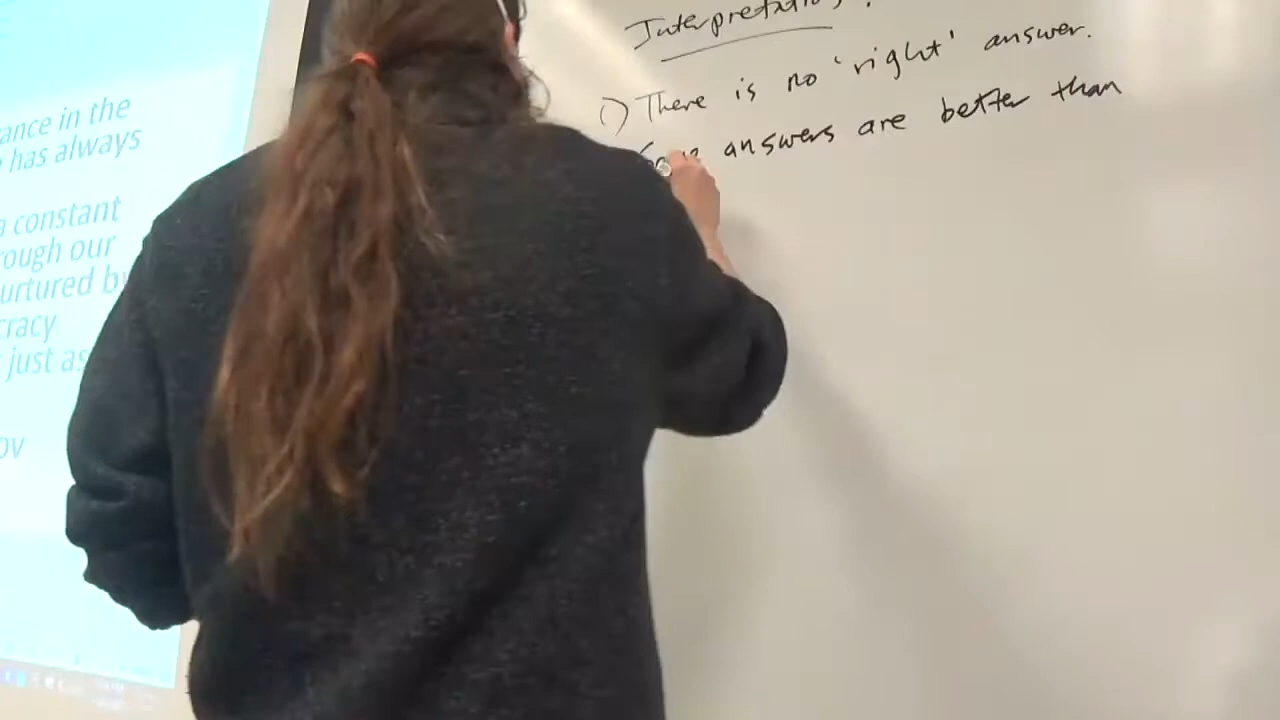 ance in the
has always
a constant
rough our
urtured by
cracy
just as
ov
Interpretation:
1) There is no 'right' answer.
answers are better than